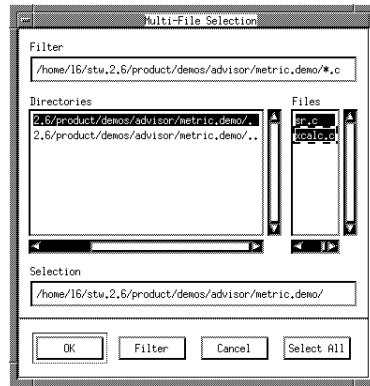 Multi-File Selection
Filter
/home/l6/stw.2.6/product/demos/advisor/metric.demo/*.c
Directories
Files
2.6/product/demos/advisor/metric.demo/.
2.6/product/demos/advisor/metric.demo/..
sr.c
xcalc.c
Selection
/home/l6/stw.2.6/product/demos/advisor/metric.demo/
OK
Filter
Cancel
Select All